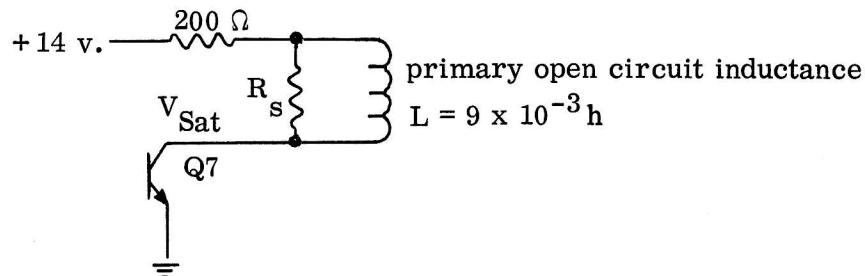 200 Ω
+14 v.
R s
primary open circuit inductance
L = 9 x 10⁻³ h
V Sat
Q7